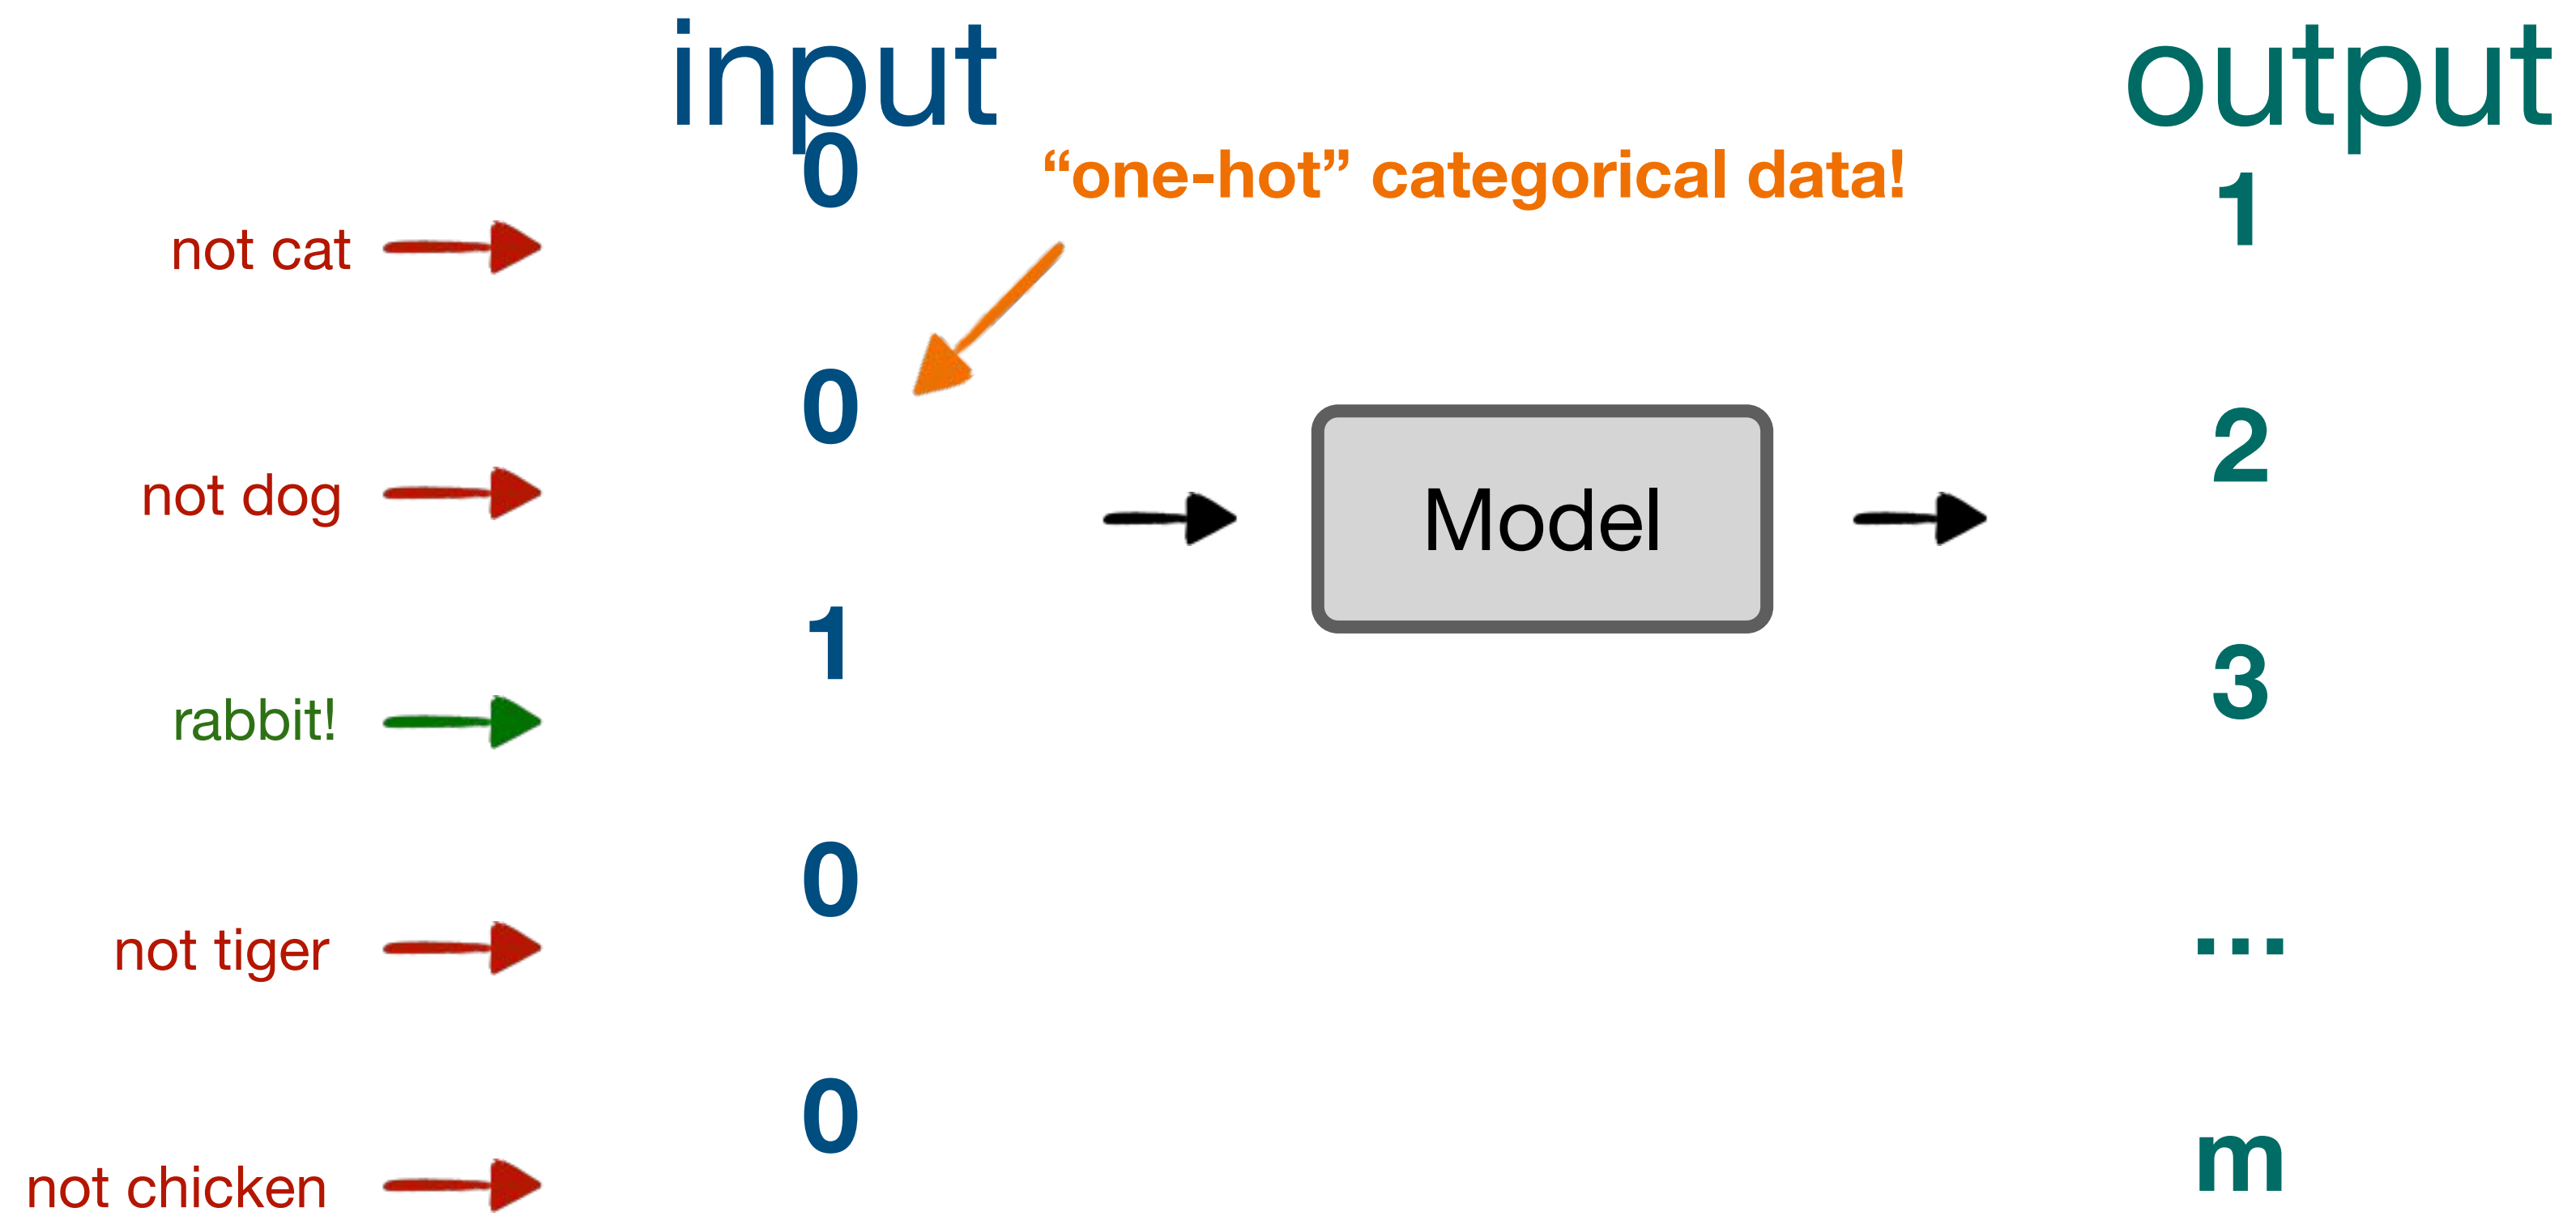 input
output
0
“one-hot” categorical data!
1
not cat
0
2
not dog
Model
1
3
rabbit!
0
not tiger
...
0
m
not chicken